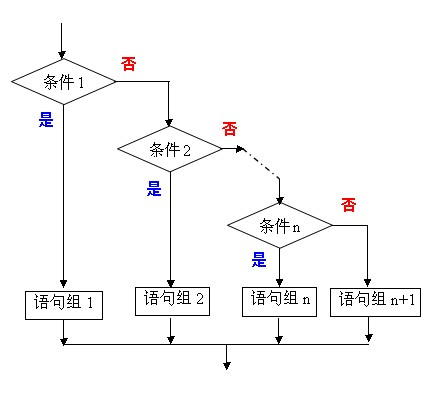 否
条件 1
是
否
条件 2
是
否
条件 n
是
语句组 1
语句组 2
语句组 n
语句组 n+1